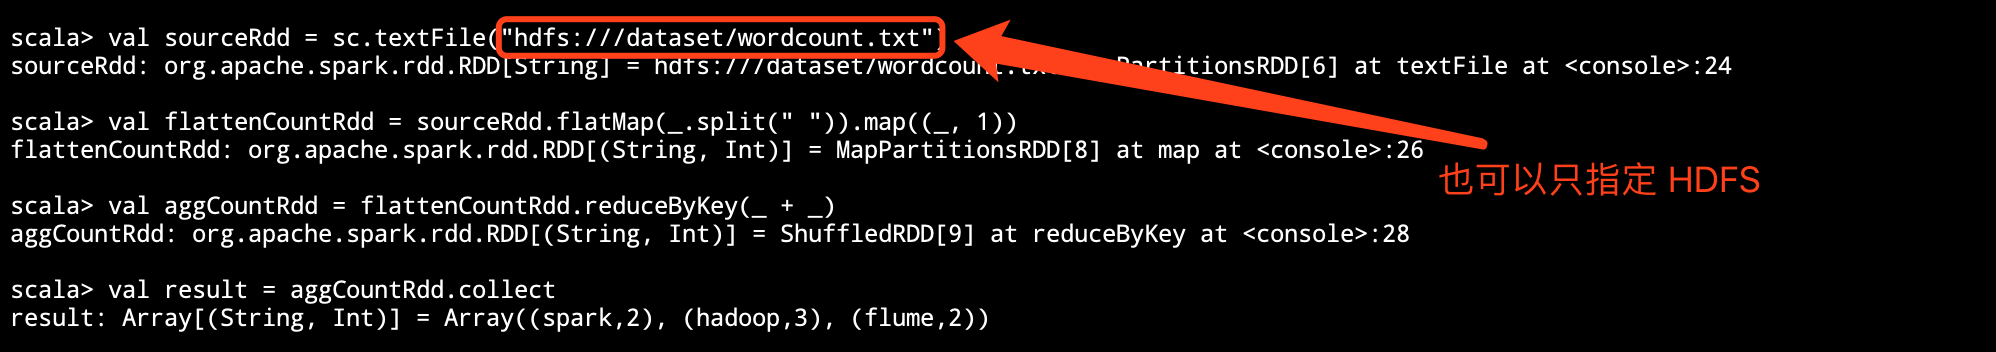 scala> val sourceRdd = sc.textFile("hdfs:///dataset/wordcount.txt")
sourceRdd: org.apache.spark.rdd.RDD[String] = hdfs:///dataset/wordcount. PartitionsRDD[6] at textFile at <console>:24
scala> val flattenCountRdd = sourceRdd.flatMap(_.split(" ")).map((_, 1))
flattenCountRdd: org.apache.spark.rdd.RDD[(String, Int)] = MapPartitionsRDD[8] at map at <console>:26
也可以只指定 HDFS
scala> val aggCountRdd = flattenCountRdd.reduceByKey(_ + _)
aggCountRdd: org.apache.spark.rdd.RDD[(String, Int)] = ShuffledRDD[9] at reduceByKey at <console>:28
scala> val result = aggCountRdd.collect
result: Array[(String, Int)] = Array((spark,2), (hadoop,3), (flume,2))